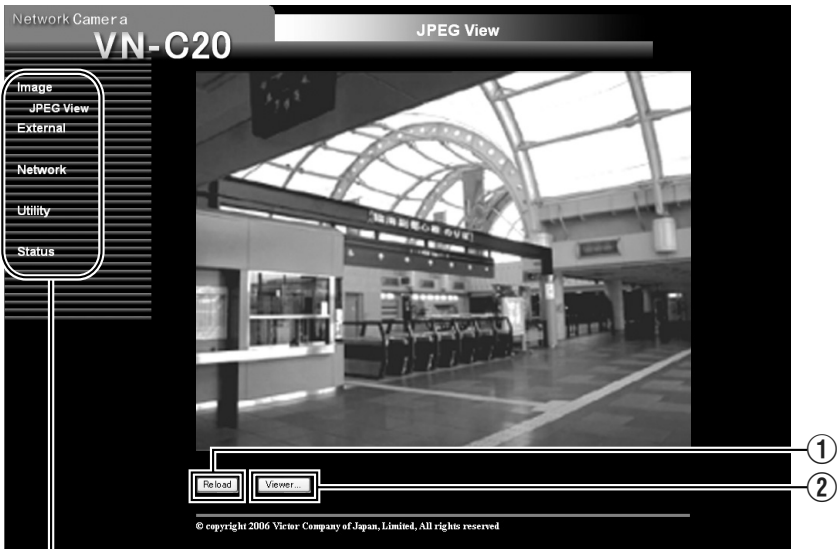 Network Camera
VN-C20
JPEG View
Image
JPEG View
External
Network
Utility
Status
Reload
Viewer...
1
2
© copyright 2006 Victor Company of Japan, Limited, All rights reserved